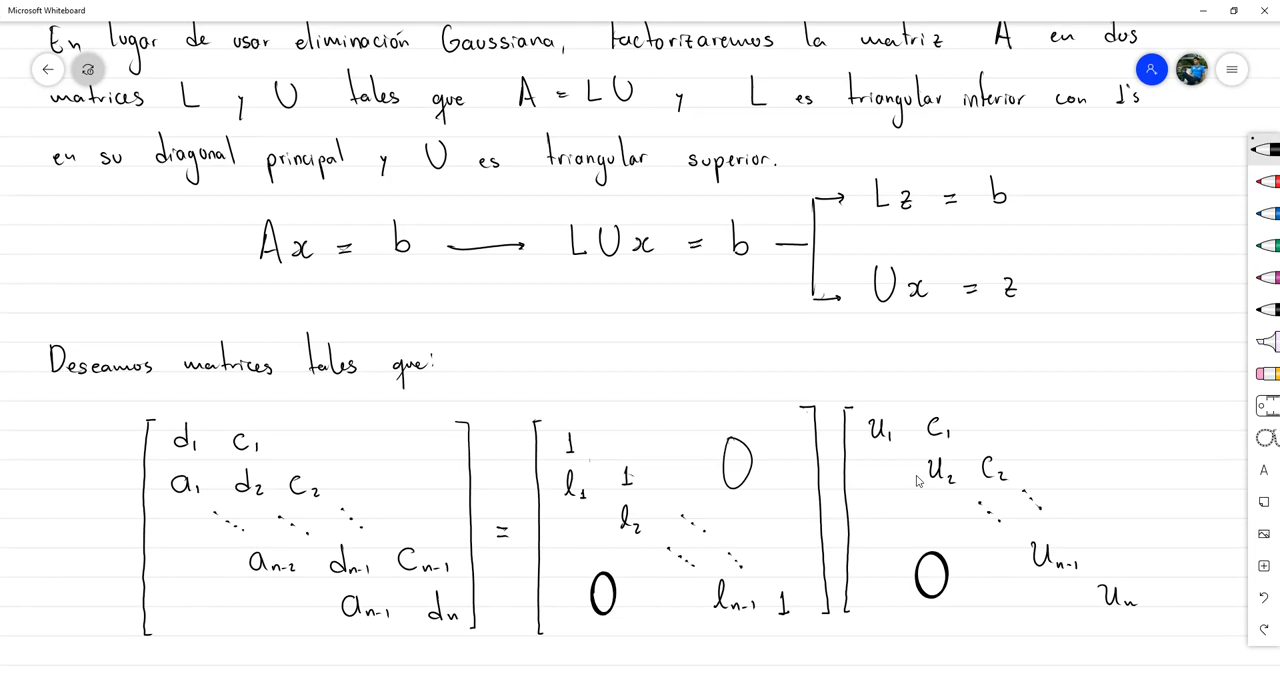 Microsoft Whiteboard
En lugar de usar eliminación Gaussiana, factorizaremos la matriz A en dos
matrices L y U tales que A = LU y L es triangular inferior con 1's
en su diagonal principal y U es triangular superior.
Lz = b
Ax = b → LUx = b
Ux = z
Deseamos matrices tales que:
d₁ c₁ 1 0 u₁ c₁
a₁ d₂ c₂ l₁ 1 u₂ c₂
⋱ ⋱ ⋱ = l₂ ⋱ ⋱ ⋱
aₙ₋₂ dₙ₋₁ cₙ₋₁ ⋱ ⋱ 0 uₙ₋₁
aₙ₋₁ dₙ 0 lₙ₋₁ 1 uₙ
A